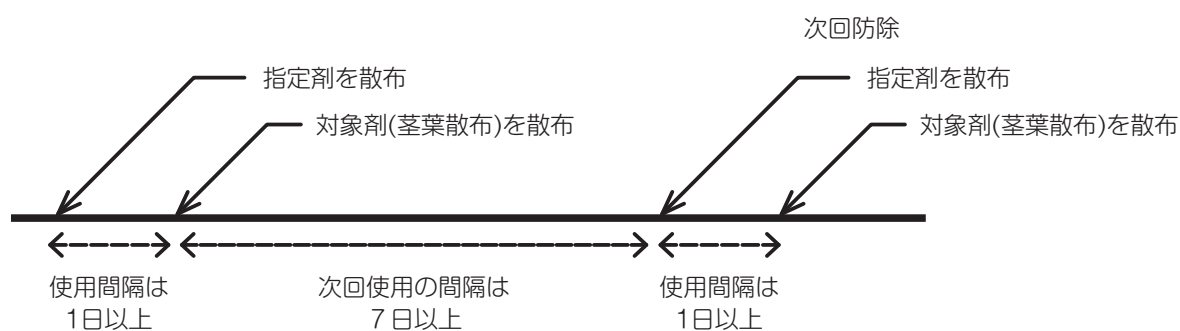 次回防除
指定剤を散布
指定剤を散布
対象剤(茎葉散布)を散布
対象剤(茎葉散布)を散布
使用間隔は
1日以上
次回使用の間隔は
7日以上
使用間隔は
1日以上